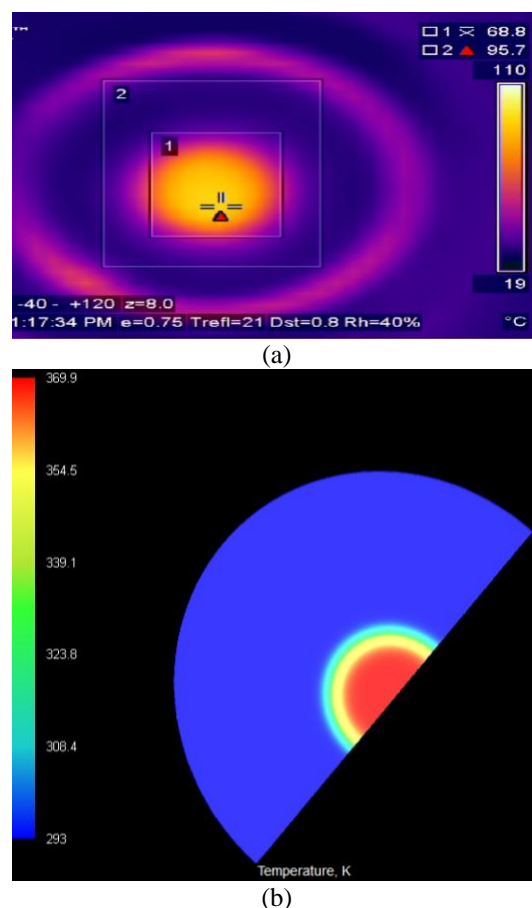 ™
□ 1 68.8
□ 2 ▲ 95.7
110
2
1
19
-40 - +120 z=8.0
1:17:34 PM e=0.75 Trefl=21 Dst=0.8 Rh=40% °C
(a)
369.9
354.5
339.1
323.8
308.4
293
Temperature, K
(b)